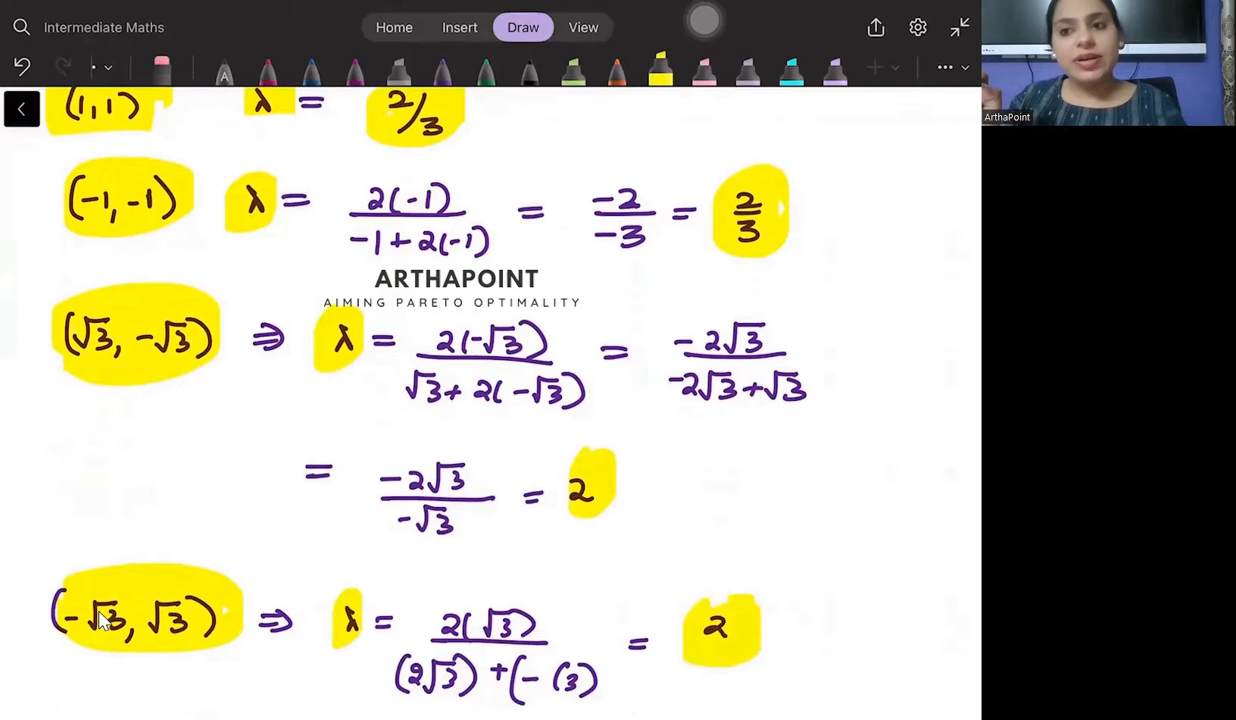 Intermediate Maths
Home Insert Draw View
A
ArthaPoint
(1,1) λ = 2/3
(-1, -1) λ = 2(-1) / -1+2(-1) = -2 / -3 = 2/3
ARTHAPOINT
AIMING PARETO OPTIMALITY
(√3, -√3) ⇒ λ = 2(-√3) / √3+2(-√3) = -2√3 / -2√3+√3
= -2√3 / -√3 = 2
(-√3, √3) ⇒ λ = 2(√3) / (2√3) + (-(3) = 2